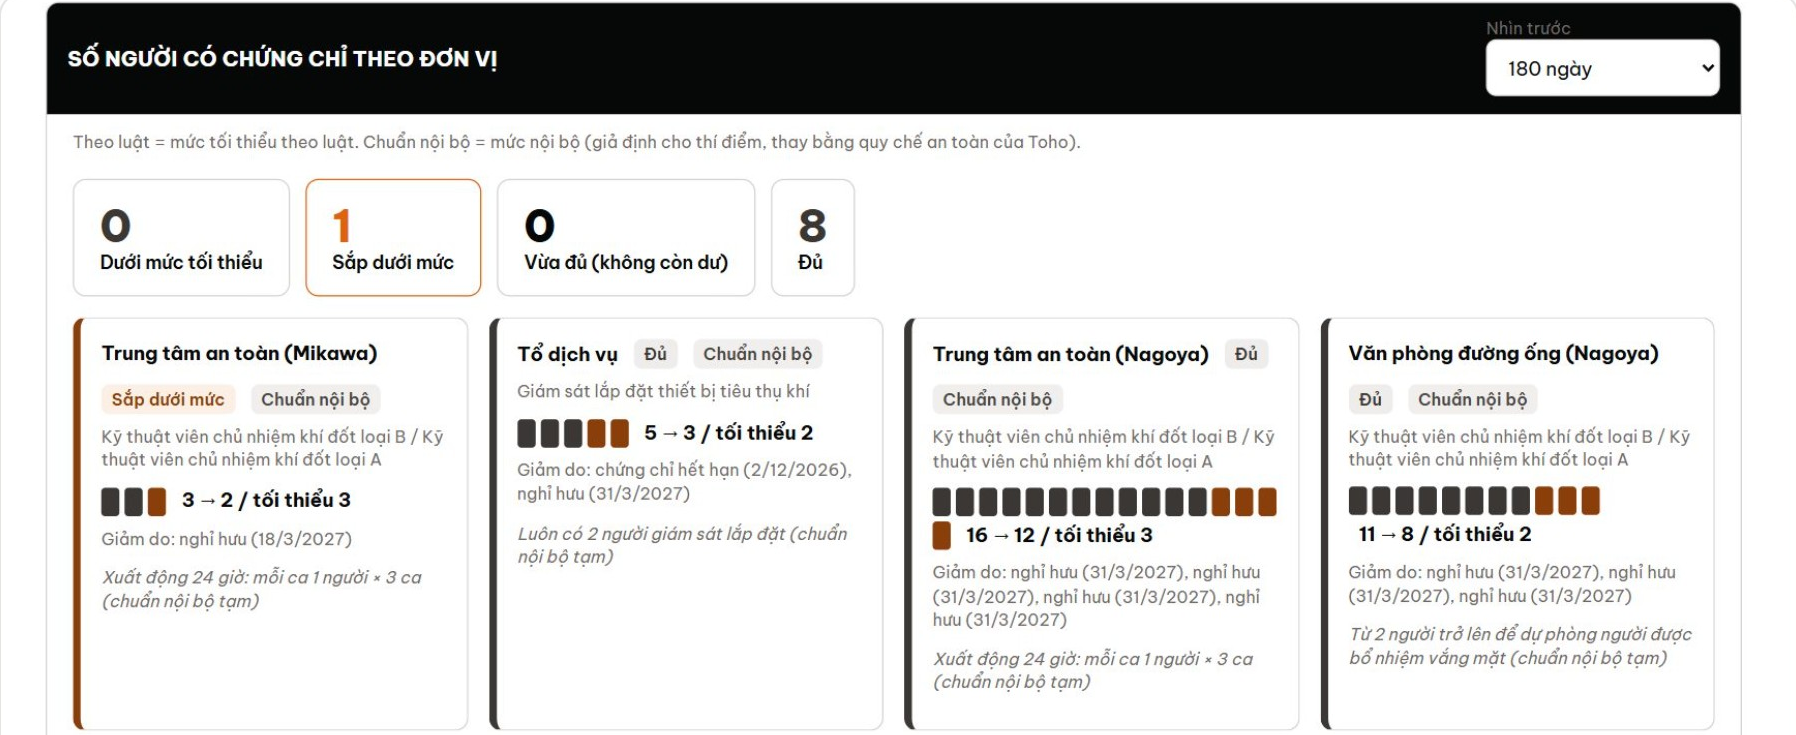 SỐ NGƯỜI CÓ CHỨNG CHỈ THEO ĐƠN VỊ
Nhìn trước
180 ngày
Theo luật = mức tối thiểu theo luật. Chuẩn nội bộ = mức nội bộ (giả định cho thí điểm, thay bằng quy chế an toàn của Toho).
0
Dưới mức tối thiểu
1
Sắp dưới mức
0
Vừa đủ (không còn dư)
8
Đủ
Trung tâm an toàn (Mikawa)
Sắp dưới mức
Chuẩn nội bộ
Kỹ thuật viên chủ nhiệm khí đốt loại B / Kỹ
thuật viên chủ nhiệm khí đốt loại A
3 → 2 / tối thiểu 3
Giảm do: nghỉ hưu (18/3/2027)
Xuất động 24 giờ: mỗi ca 1 người × 3 ca
(chuẩn nội bộ tạm)
Tổ dịch vụ
Đủ
Chuẩn nội bộ
Giám sát lắp đặt thiết bị tiêu thụ khí
5 → 3 / tối thiểu 2
Giảm do: chứng chỉ hết hạn (2/12/2026),
nghỉ hưu (31/3/2027)
Luôn có 2 người giám sát lắp đặt (chuẩn
nội bộ tạm)
Trung tâm an toàn (Nagoya)
Đủ
Chuẩn nội bộ
Kỹ thuật viên chủ nhiệm khí đốt loại B / Kỹ
thuật viên chủ nhiệm khí đốt loại A
16 → 12 / tối thiểu 3
Giảm do: nghỉ hưu (31/3/2027), nghỉ hưu
(31/3/2027), nghỉ hưu (31/3/2027), nghỉ
hưu (31/3/2027)
Xuất động 24 giờ: mỗi ca 1 người × 3 ca
(chuẩn nội bộ tạm)
Văn phòng đường ống (Nagoya)
Đủ
Chuẩn nội bộ
Kỹ thuật viên chủ nhiệm khí đốt loại B / Kỹ
thuật viên chủ nhiệm khí đốt loại A
11 → 8 / tối thiểu 2
Giảm do: nghỉ hưu (31/3/2027), nghỉ hưu
(31/3/2027), nghỉ hưu (31/3/2027)
Từ 2 người trở lên để dự phòng người được
bổ nhiệm vắng mặt (chuẩn nội bộ tạm)